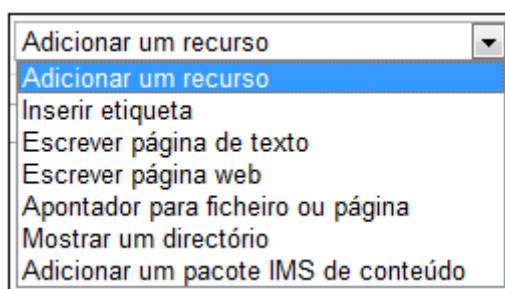 Adicionar um recurso
Adicionar um recurso
Inserir etiqueta
Escrever página de texto
Escrever página web
Apontador para ficheiro ou página
Mostrar um directório
Adicionar um pacote IMS de conteúdo